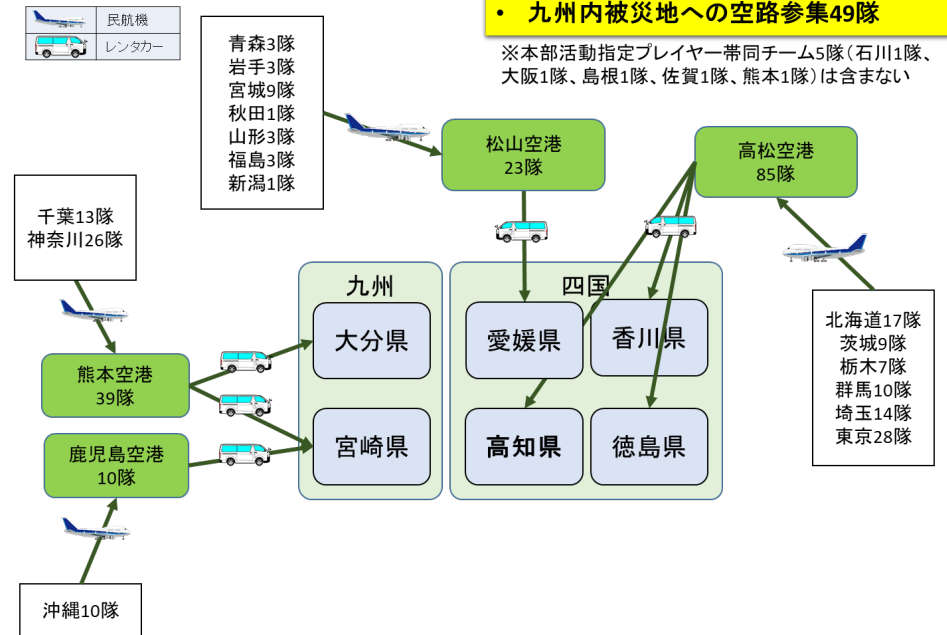 民航機
レンタカー
• 九州内被災地への空路参集49隊
※本部活動指定プレイヤー帯同チーム5隊（石川1隊、
大阪1隊、島根1隊、佐賀1隊、熊本1隊）は含まない
青森3隊
岩手3隊
宮城9隊
秋田1隊
山形3隊
福島3隊
新潟1隊
松山空港
23隊
高松空港
85隊
千葉13隊
神奈川26隊
九州
四国
大分県
愛媛県
香川県
北海道17隊
茨城9隊
栃木7隊
群馬10隊
埼玉14隊
東京28隊
熊本空港
39隊
宮崎県
高知県
徳島県
鹿児島空港
10隊
沖縄10隊